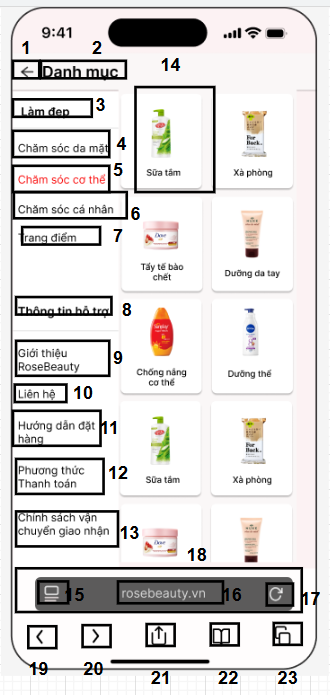 9:41
1
2
14
Danh mục
3
Làm đẹp
4
Chăm sóc da mặt
5
Chăm sóc cơ thể
6
Chăm sóc cá nhân
7
Trang điểm
8
Thông tin hỗ trợ
9
Giới thiệu
RoseBeauty
10
Liên hệ
11
Hướng dẫn đặt
hàng
12
Phương thức
Thanh toán
13
Chính sách vận
chuyển giao nhận
Sữa tắm
Xà phòng
Dove
Tẩy tế bào
chết
Dưỡng da tay
Chống nắng
cơ thể
NIVEA
Dưỡng thể
Sữa tắm
Xà phòng
Dove
18
15
rosebeauty.vn
16
17
19
20
21
22
23